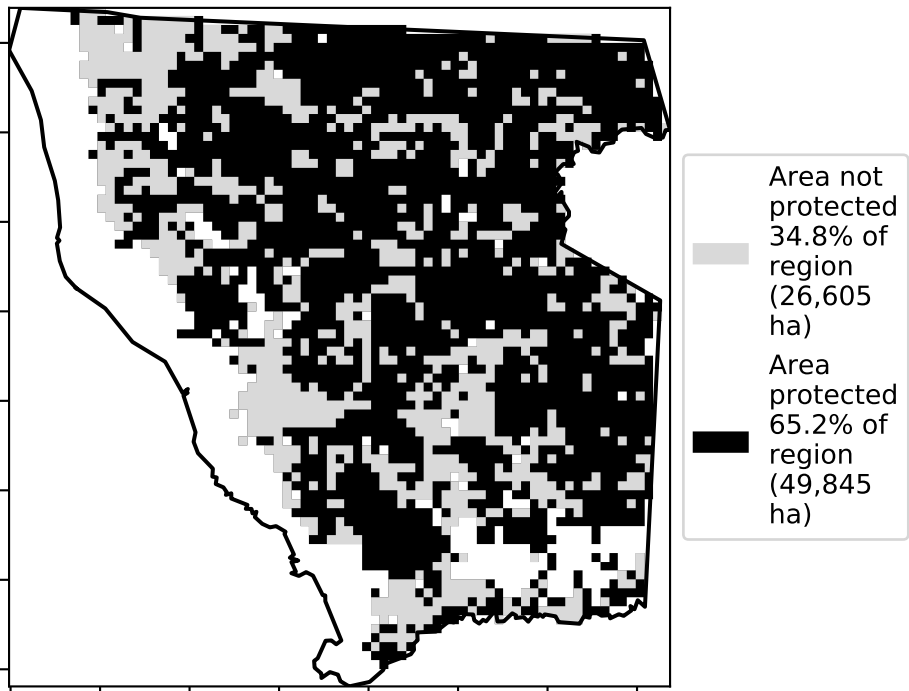 Area not
protected
34.8% of
region
(26,605
ha)
Area
protected
65.2% of
region
(49,845
ha)